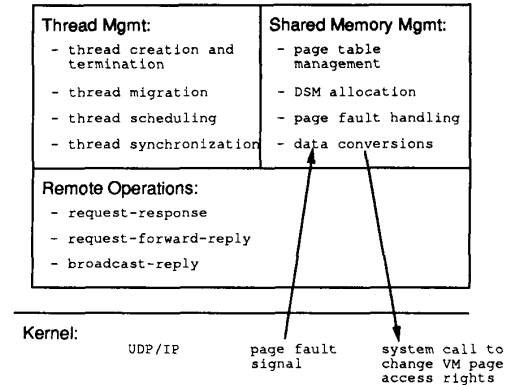 Thread Mgmt:
- thread creation and
termination
- thread migration
- thread scheduling
- thread synchronization
Shared Memory Mgmt:
- page table
management
- DSM allocation
- page fault handling
- data conversions
Remote Operations:
- request-response
- request-forward-reply
- broadcast-reply
Kernel:
UDP/IP
page fault
signal
system call to
change VM page
access rights